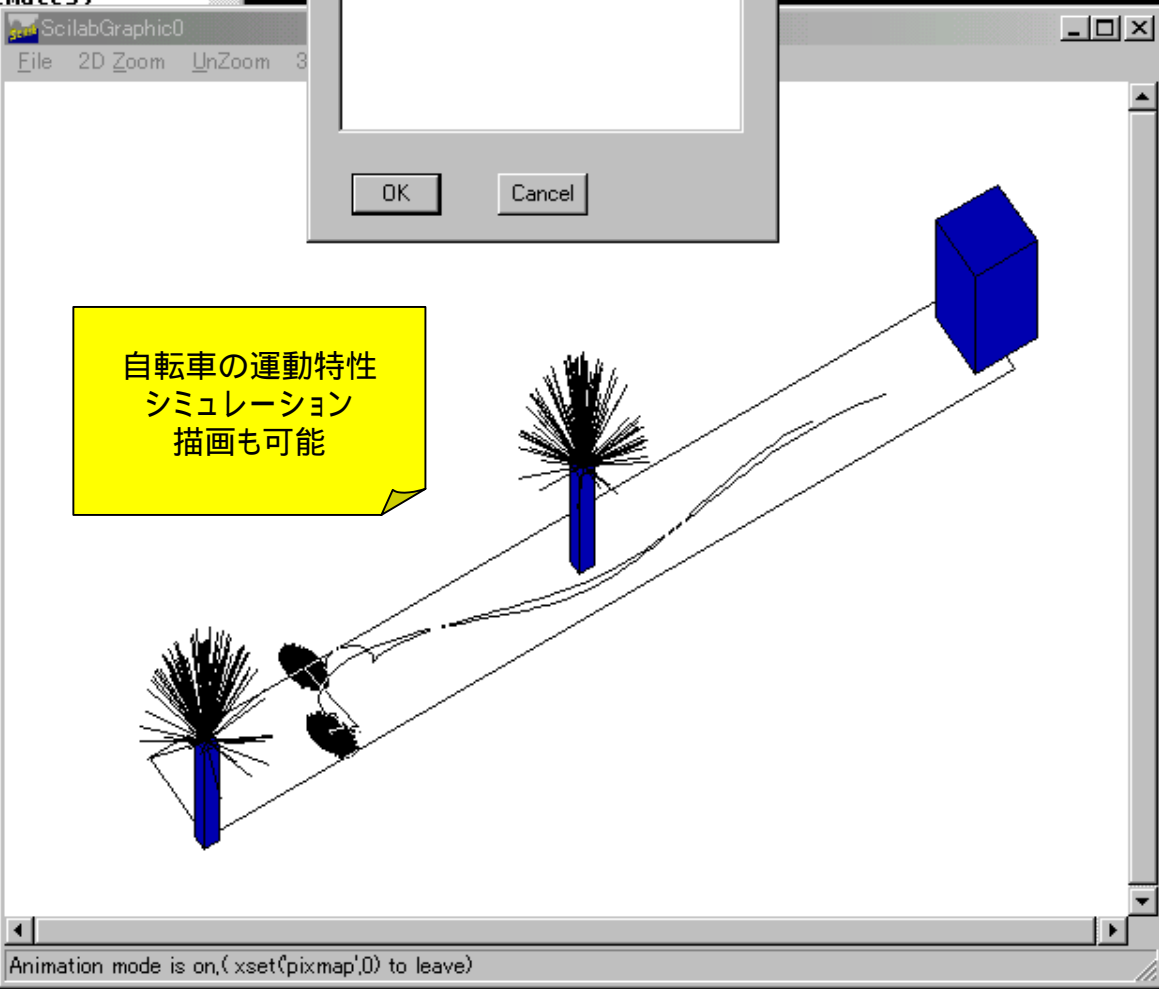 ScilabGraphic0
File 2D Zoom UnZoom 3
OK Cancel
自転車の運動特性
シミュレーション
描画も可能
Animation mode is on,( xset('pixmap',0) to leave)